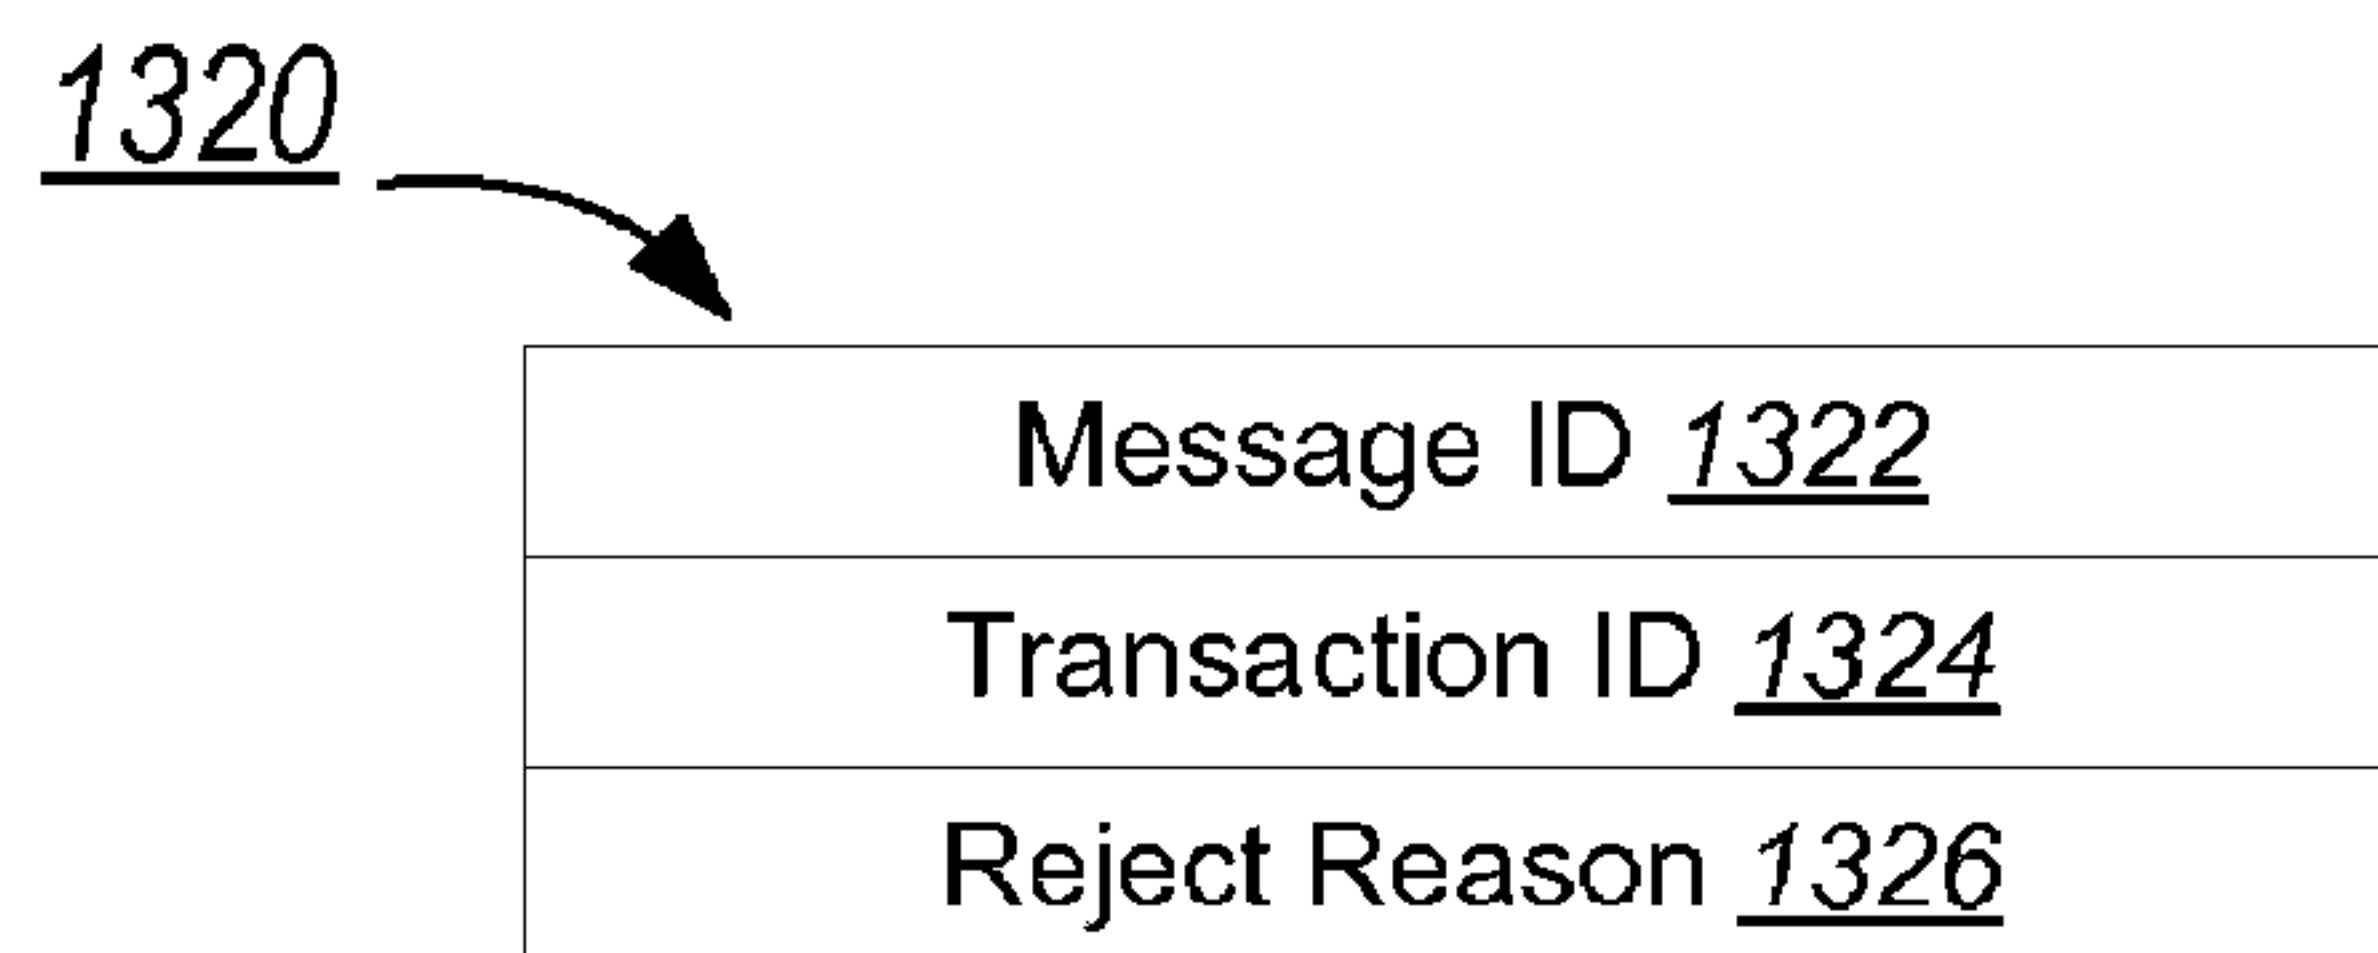 1320
Message ID 1322
Transaction ID 1324
Reject Reason 1326